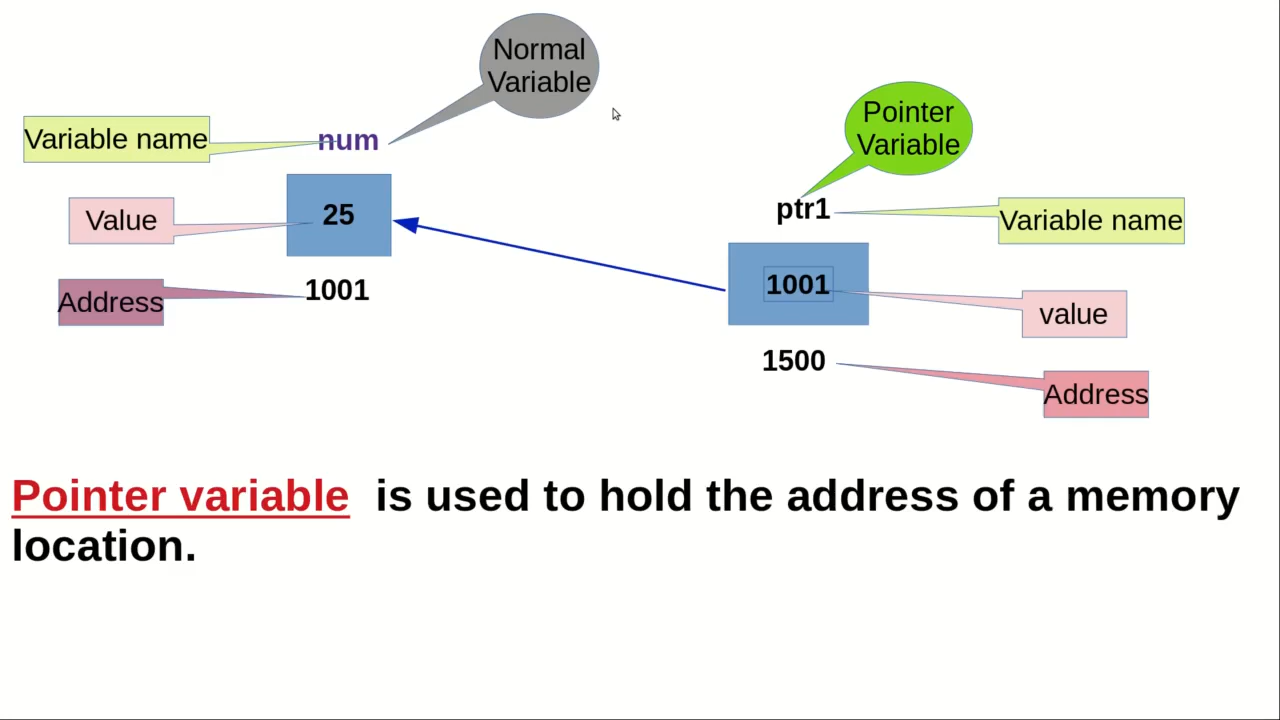 Normal
Variable
Variable name
num
Value
25
Address
1001
Pointer
Variable
ptr1
Variable name
1001
value
1500
Address
Pointer variable is used to hold the address of a memory
location.